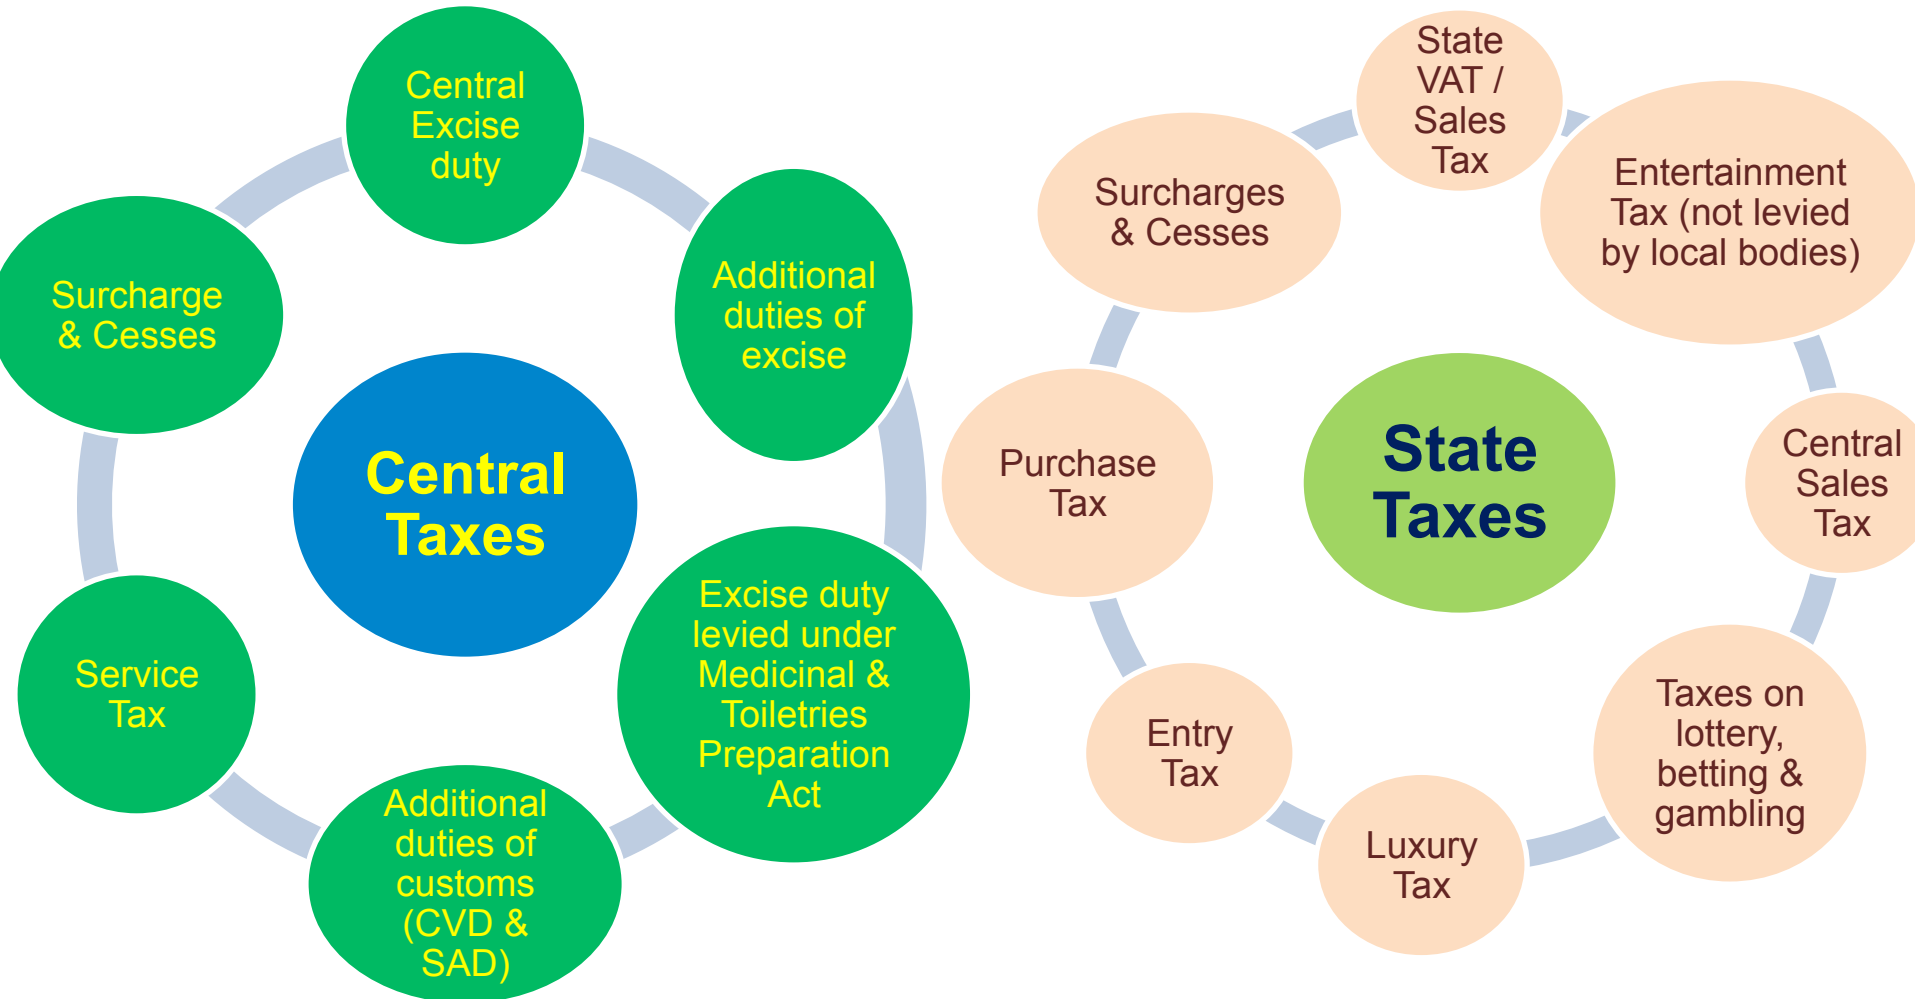 Central
Taxes
Central
Excise
duty
Additional
duties of
excise
Excise duty
levied under
Medicinal &
Toiletries
Preparation
Act
Additional
duties of
customs
(CVD &
SAD)
Service
Tax
Surcharge
& Cesses
State
Taxes
State
VAT /
Sales
Tax
Entertainment
Tax (not levied
by local bodies)
Central
Sales
Tax
Taxes on
lottery,
betting &
gambling
Luxury
Tax
Entry
Tax
Purchase
Tax
Surcharges
& Cesses